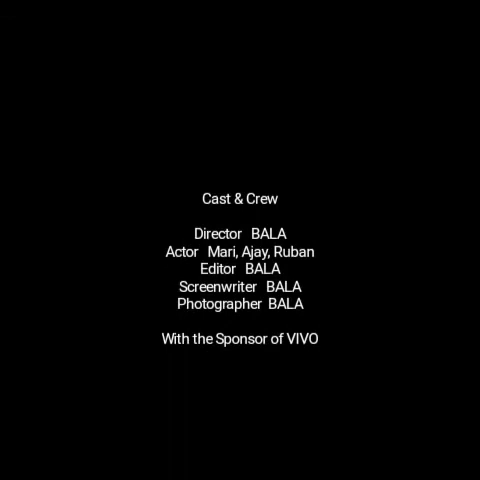 Cast & Crew
Director BALA
Actor Mari, Ajay, Ruban
Editor BALA
Screenwriter BALA
Photographer BALA
With the Sponsor of VIVO